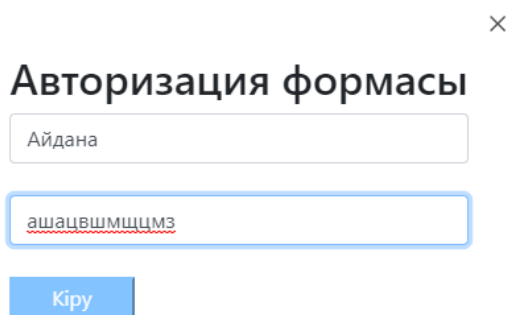 Авторизация формасы
Айдана
ашацвшмщцмз
Кіру